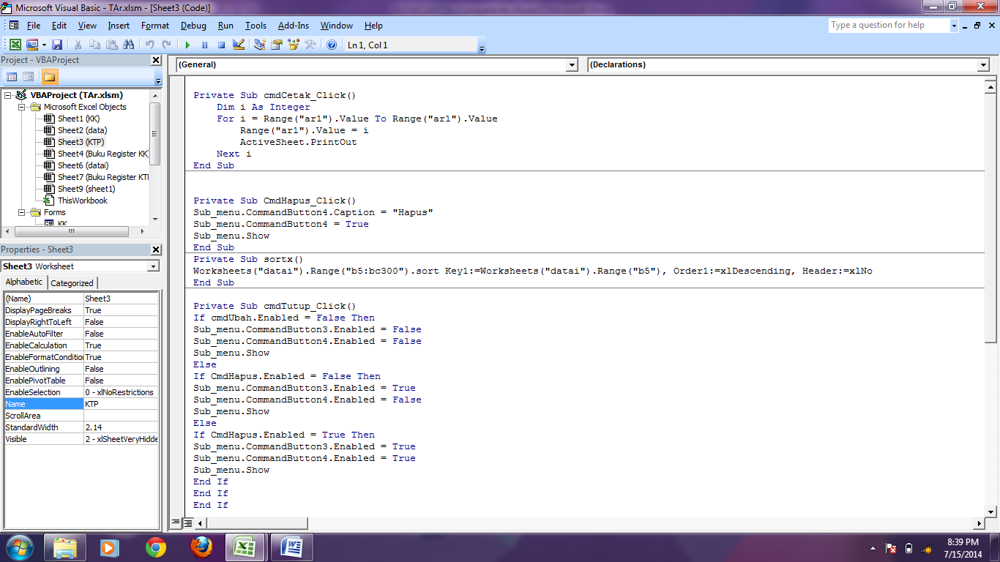 Microsoft Visual Basic - TAr.xlsm - [Sheet3 (Code)]
File Edit View Insert Format Debug Run Tools Add-Ins Window Help
Type a question for help
Ln 1, Col 1
Project - VBAProject
VBAProject (TAr.xlsm)
Microsoft Excel Objects
Sheet1 (KK)
Sheet2 (data)
Sheet3 (KTP)
Sheet4 (Buku Register KK)
Sheet6 (datai)
Sheet7 (Buku Register KTI
Sheet9 (sheet1)
ThisWorkbook
Forms
KK
Properties - Sheet3
Sheet3 Worksheet
Alphabetic Categorized
(Name) Sheet3
DisplayPageBreaks True
DisplayRightToLeft False
EnableAutoFilter False
EnableCalculation True
EnableFormatCondition True
EnableOutlining False
EnablePivotTable False
EnableSelection 0 - xlNoRestrictions
Name KTP
ScrollArea
StandardWidth 2.14
Visible 2 - xlSheetVeryHidde
(General) (Declarations)
Private Sub cmdCetak_Click()
Dim i As Integer
For i = Range("ar1").Value To Range("ar1").Value
Range("ar1").Value = i
ActiveSheet.PrintOut
Next i
End Sub
Private Sub CmdHapus_Click()
Sub_menu.CommandButton4.Caption = "Hapus"
Sub_menu.CommandButton4 = True
Sub_menu.Show
End Sub
Private Sub sortx()
Worksheets("datai").Range("b5:bc300").sort Key1:=Worksheets("datai").Range("b5"), Order1:=xlDescending, Header:=xlNo
End Sub
Private Sub cmdTutup_Click()
If cmdUbah.Enabled = False Then
Sub_menu.CommandButton3.Enabled = False
Sub_menu.CommandButton4.Enabled = False
Sub_menu.Show
Else
If CmdHapus.Enabled = False Then
Sub_menu.CommandButton3.Enabled = True
Sub_menu.CommandButton4.Enabled = False
Sub_menu.Show
Else
If CmdHapus.Enabled = True Then
Sub_menu.CommandButton3.Enabled = True
Sub_menu.CommandButton4.Enabled = True
Sub_menu.Show
End If
End If
End If
8:39 PM
7/15/2014